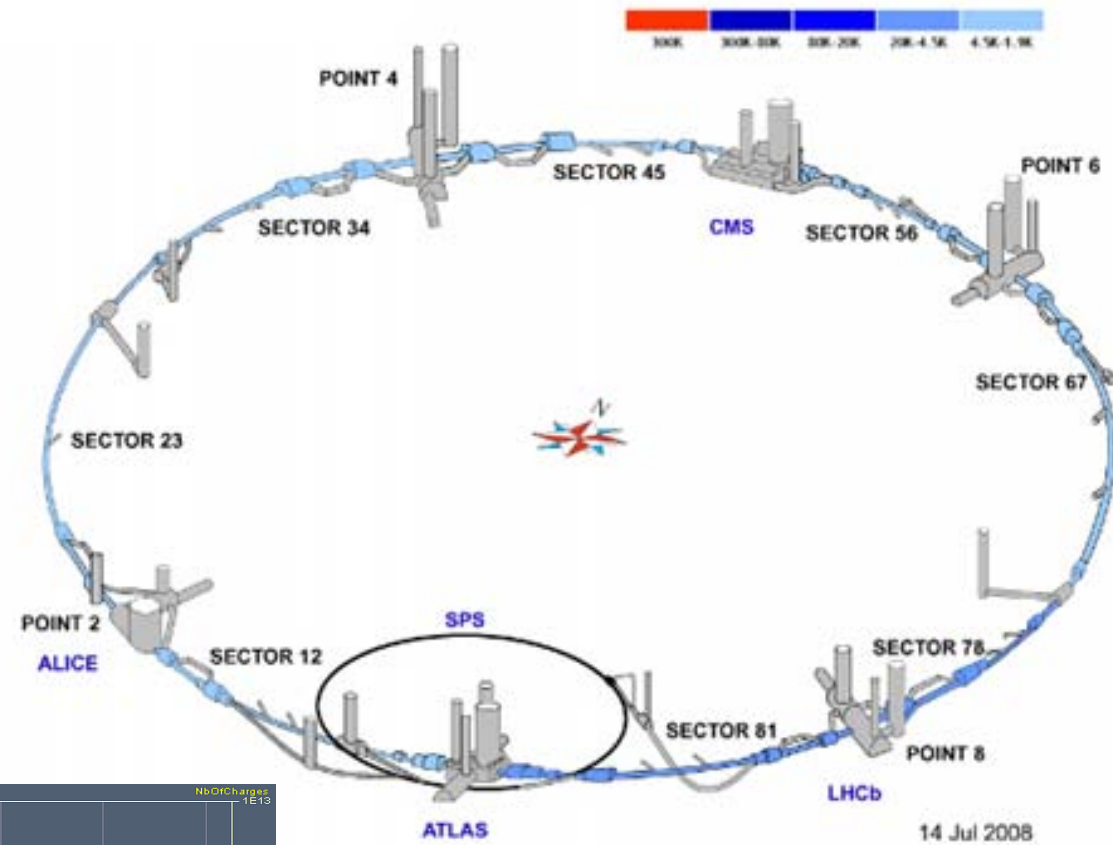 300K 300K-80K 80K-20K 20K-4.5K 4.5K-1.9K
POINT 4
SECTOR 45
POINT 6
SECTOR 34
CMS
SECTOR 56
SECTOR 67
SECTOR 23
N
POINT 2
SPS
ALICE
SECTOR 12
SECTOR 78
SECTOR 81
POINT 8
LHCb
NbOfCharges
1E13
ATLAS
14 Jul 2008